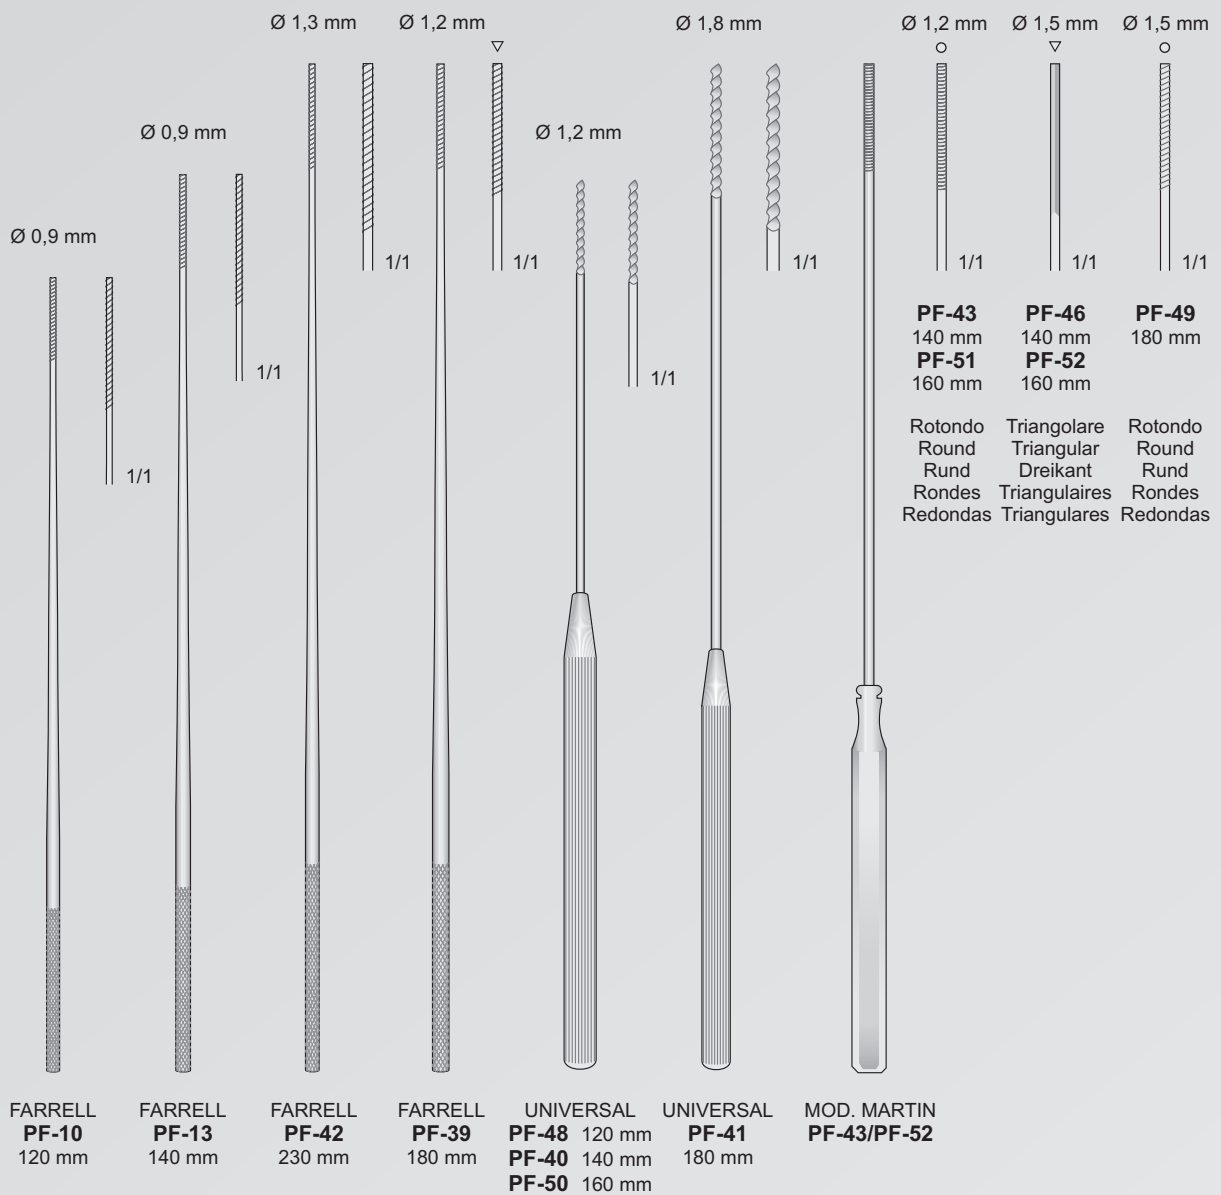 Ø 1,3 mm
Ø 1,2 mm
Ø 1,8 mm
Ø 1,2 mm
Ø 1,5 mm
Ø 1,5 mm
Ø 0,9 mm
Ø 1,2 mm
Ø 0,9 mm
1/1
1/1
1/1
1/1
1/1
1/1
1/1
1/1
1/1
PF-43
140 mm
PF-51
160 mm
PF-46
140 mm
PF-52
160 mm
PF-49
180 mm
Rotondo
Round
Rund
Rondes
Redondas
Triangolare
Triangular
Dreikant
Triangulaires
Triangulares
Rotondo
Round
Rund
Rondes
Redondas
FARRELL
PF-10
120 mm
FARRELL
PF-13
140 mm
FARRELL
PF-42
230 mm
FARRELL
PF-39
180 mm
UNIVERSAL
PF-48 120 mm
PF-40 140 mm
PF-50 160 mm
UNIVERSAL
PF-41
180 mm
MOD. MARTIN
PF-43/PF-52